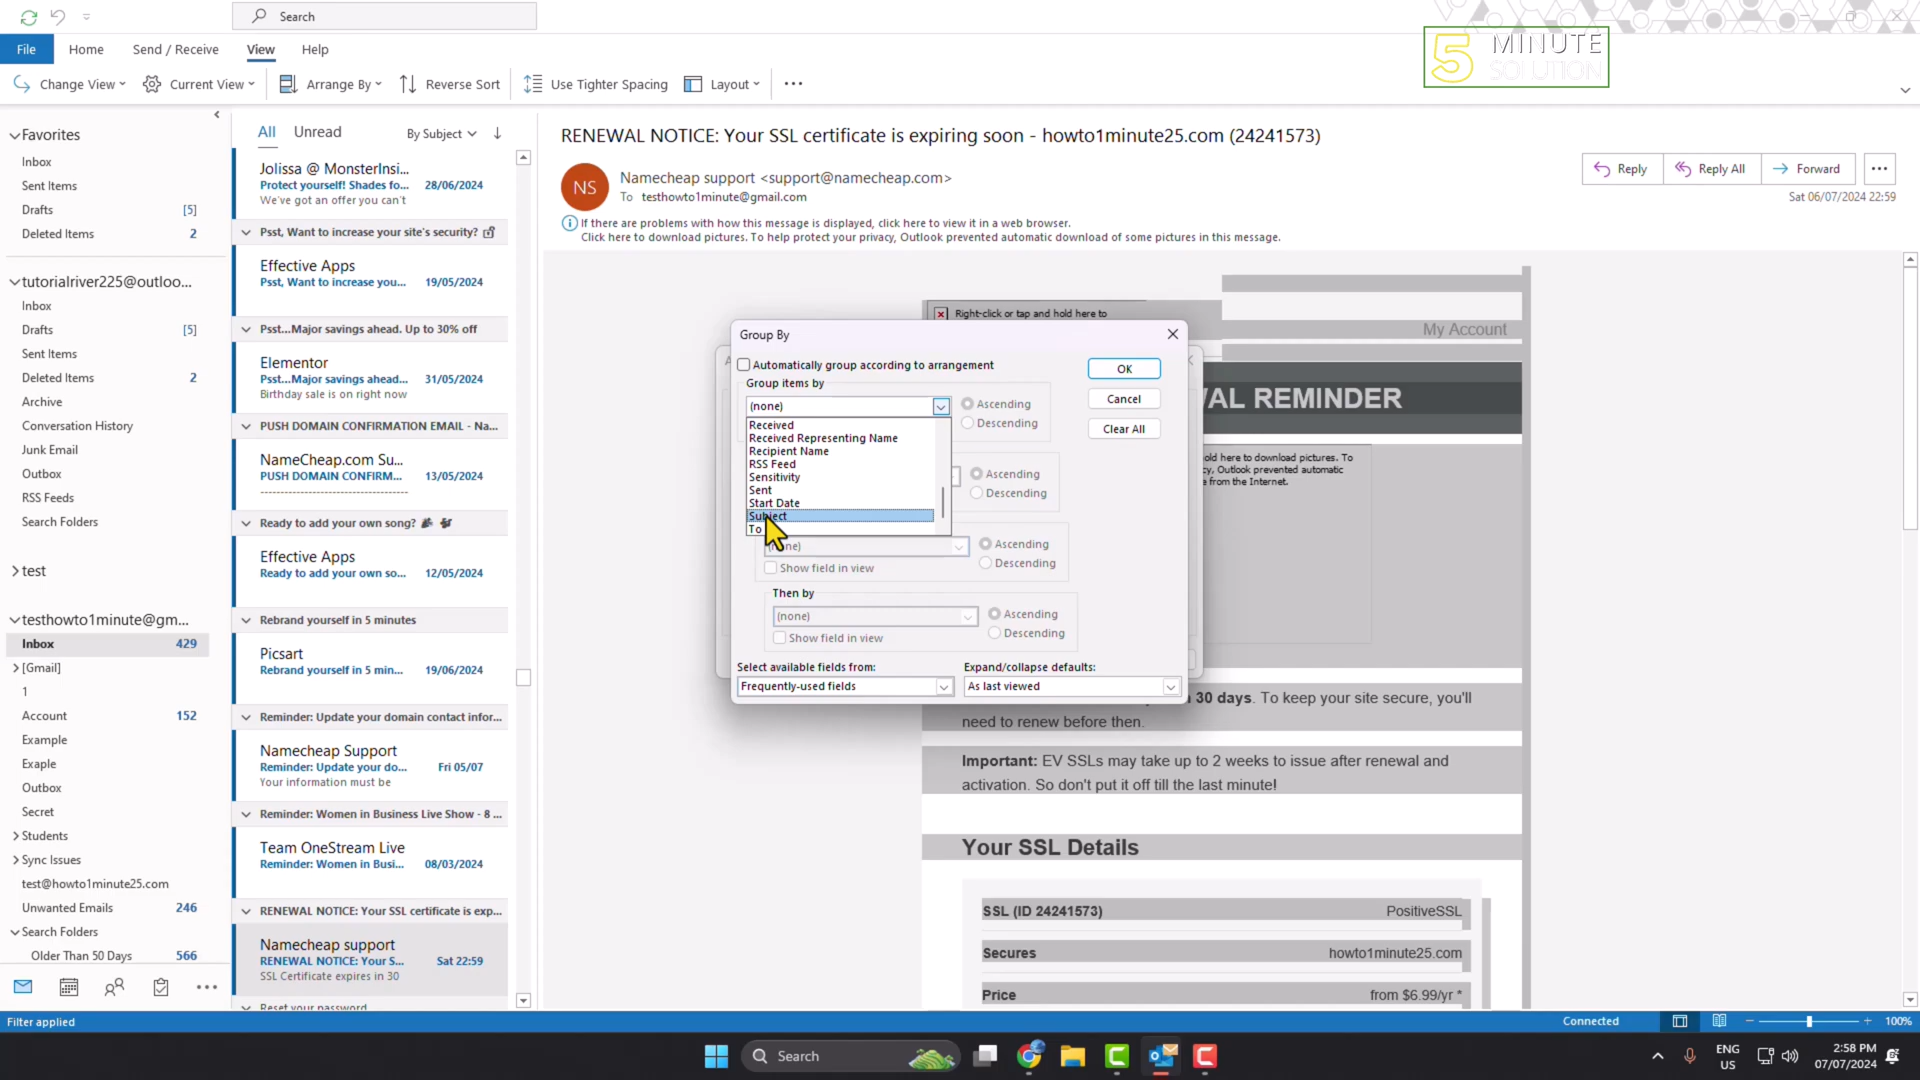 Search
5 MINUTE
SOLUTION
File
Home
Send / Receive
View
Help
Change View
Current View
Arrange By
Reverse Sort
Use Tighter Spacing
Layout
Favorites
Inbox
Sent Items
Drafts [5]
Deleted Items 2
tutorialriver225@outloo...
Inbox
Drafts [5]
Sent Items
Deleted Items 2
Archive
Conversation History
Junk Email
Outbox
RSS Feeds
Search Folders
test
testhowto1minute@gm...
Inbox 429
[Gmail]
1
Account 152
Example
Exaple
Outbox
Secret
Students
Sync Issues
test@howto1minute25.com
Unwanted Emails 246
Search Folders
Older Than 50 Days 566
All
Unread
By Subject
Jolissa @ MonsterInsi...
Protect yourself! Shades fo... 28/06/2024
We've got an offer you can't
Psst, Want to increase your site's security?
Effective Apps
Psst, Want to increase you... 19/05/2024
Psst...Major savings ahead. Up to 30% off
Elementor
Psst...Major savings ahead... 31/05/2024
Birthday sale is on right now
PUSH DOMAIN CONFIRMATION EMAIL - Na...
NameCheap.com Su...
PUSH DOMAIN CONFIRM... 13/05/2024
------------------------------------
Ready to add your own song?
Effective Apps
Ready to add your own so... 12/05/2024
Rebrand yourself in 5 minutes
Picsart
Rebrand yourself in 5 min... 19/06/2024
Reminder: Update your domain contact infor...
Namecheap Support
Reminder: Update your do... Fri 05/07
Your information must be
Reminder: Women in Business Live Show - 8 ...
Team OneStream Live
Reminder: Women in Busi... 08/03/2024
RENEWAL NOTICE: Your SSL certificate is exp...
Namecheap support
RENEWAL NOTICE: Your S... Sat 22:59
SSL Certificate expires in 30
Reset your password
RENEWAL NOTICE: Your SSL certificate is expiring soon - howto1minute25.com (24241573)
NS
Namecheap support <support@namecheap.com>
To testhowto1minute@gmail.com
Reply
Reply All
Forward
Sat 06/07/2024 22:59
If there are problems with how this message is displayed, click here to view it in a web browser.
Click here to download pictures. To help protect your privacy, Outlook prevented automatic download of some pictures in this message.
Right-click or tap and hold here to
My Account
AL REMINDER
old here to download pictures. To
cy, Outlook prevented automatic
e from the Internet.
Group By
Automatically group according to arrangement
Group items by
(none)
Ascending
Descending
OK
Cancel
Clear All
Received
Received Representing Name
Recipient Name
RSS Feed
Sensitivity
Sent
Start Date
Subject
To
Ascending
Descending
Ascending
Descending
Show field in view
Then by
(none)
Ascending
Descending
Show field in view
Select available fields from:
Frequently-used fields
Expand/collapse defaults:
As last viewed
30 days. To keep your site secure, you'll
need to renew before then.
Important: EV SSLs may take up to 2 weeks to issue after renewal and
activation. So don't put it off till the last minute!
Your SSL Details
SSL (ID 24241573) PositiveSSL
Secures howto1minute25.com
Price from $6.99/yr *
Filter applied
Connected
100%
Search
ENG
US
2:58 PM
07/07/2024